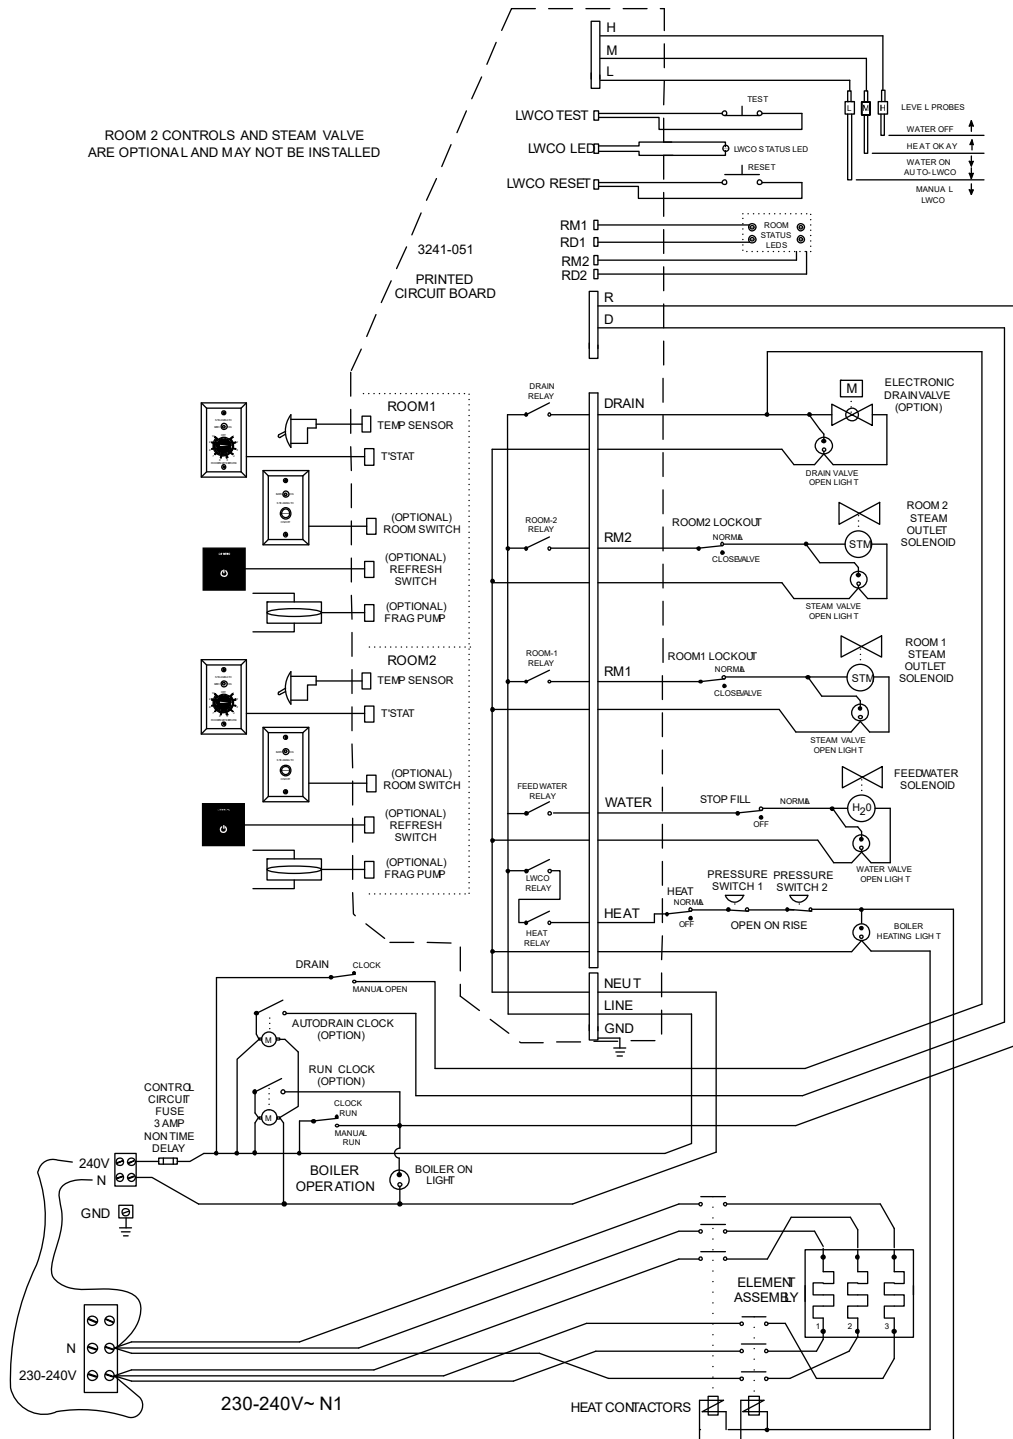 H
M
L
TEST
LWCO TEST
LWCO LED
LWCO STATUS LED
RESET
LWCO RESET
L
M
H
LEVEL PROBES
WATER OFF
HEAT OKAY
WATER ON
AUTO-LWCO
MANUAL
LWCO
ROOM 2 CONTROLS AND STEAM VALVE
ARE OPTIONAL AND MAY NOT BE INSTALLED
RM1
RD1
RM2
RD2
ROOM
STATUS
LEDS
3241-051
PRINTED
CIRCUIT BOARD
R
D
ROOM1
TEMP SENSOR
T'STAT
(OPTIONAL)
ROOM SWITCH
(OPTIONAL)
REFRESH
SWITCH
(OPTIONAL)
FRAG PUMP
ROOM2
TEMP SENSOR
T'STAT
(OPTIONAL)
ROOM SWITCH
(OPTIONAL)
REFRESH
SWITCH
(OPTIONAL)
FRAG PUMP
DRAIN
RELAY
DRAIN
M
ELECTRONIC
DRAIN VALVE
(OPTION)
DRAIN VALVE
OPEN LIGHT
ROOM-2
RELAY
RM2
ROOM2 LOCKOUT
NORMAL
CLOSEVALVE
STM
ROOM 2
STEAM
OUTLET
SOLENOID
STEAM VALVE
OPEN LIGHT
ROOM-1
RELAY
RM1
ROOM1 LOCKOUT
NORMAL
CLOSEVALVE
STM
ROOM 1
STEAM
OUTLET
SOLENOID
STEAM VALVE
OPEN LIGHT
FEEDWATER
RELAY
WATER
STOP FILL
NORMAL
OFF
H20
FEEDWATER
SOLENOID
WATER VALVE
OPEN LIGHT
LWCO
RELAY
HEAT
RELAY
HEAT
HEAT
NORMAL
OFF
PRESSURE
SWITCH 1
PRESSURE
SWITCH 2
OPEN ON RISE
BOILER
HEATING LIGHT
NEUT
LINE
GND
DRAIN
CLOCK
MANUAL OPEN
AUTODRAIN CLOCK
(OPTION)
M
RUN CLOCK
(OPTION)
M
CLOCK
RUN
MANUAL
RUN
CONTROL
CIRCUIT
FUSE
3 AMP
NON TIME
DELAY
240V
N
GND
BOILER
OPERATION
BOILER ON
LIGHT
N
230-240V
230-240V~ N1
ELEMENT
ASSEMBLY
1
2
3
HEAT CONTACTORS